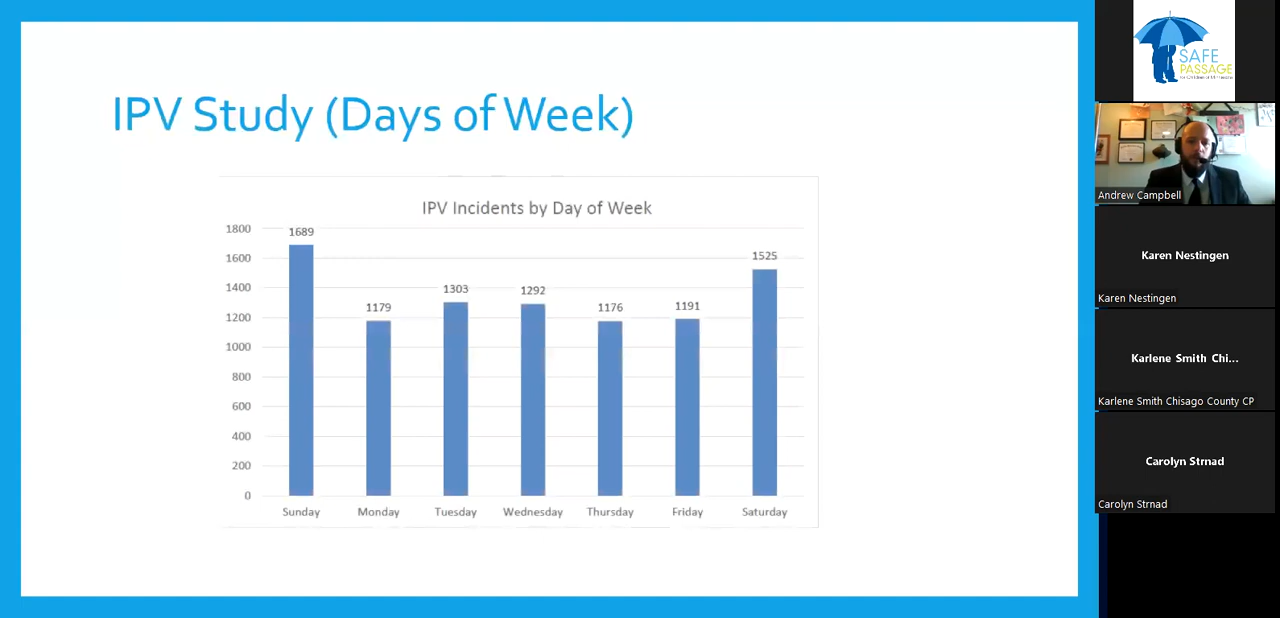 IPV Study (Days of Week)
IPV Incidents by Day of Week
1800
1600
1400
1200
1000
800
600
400
200
0
1689
1179
1303
1292
1176
1191
1525
Sunday
Monday
Tuesday
Wednesday
Thursday
Friday
Saturday
SAFE
PASSAGE
Andrew Campbell
Karen Nestingen
Karen Nestingen
Karlene Smith Chi...
Karlene Smith Chisago County CP
Carolyn Strnad
Carolyn Strnad